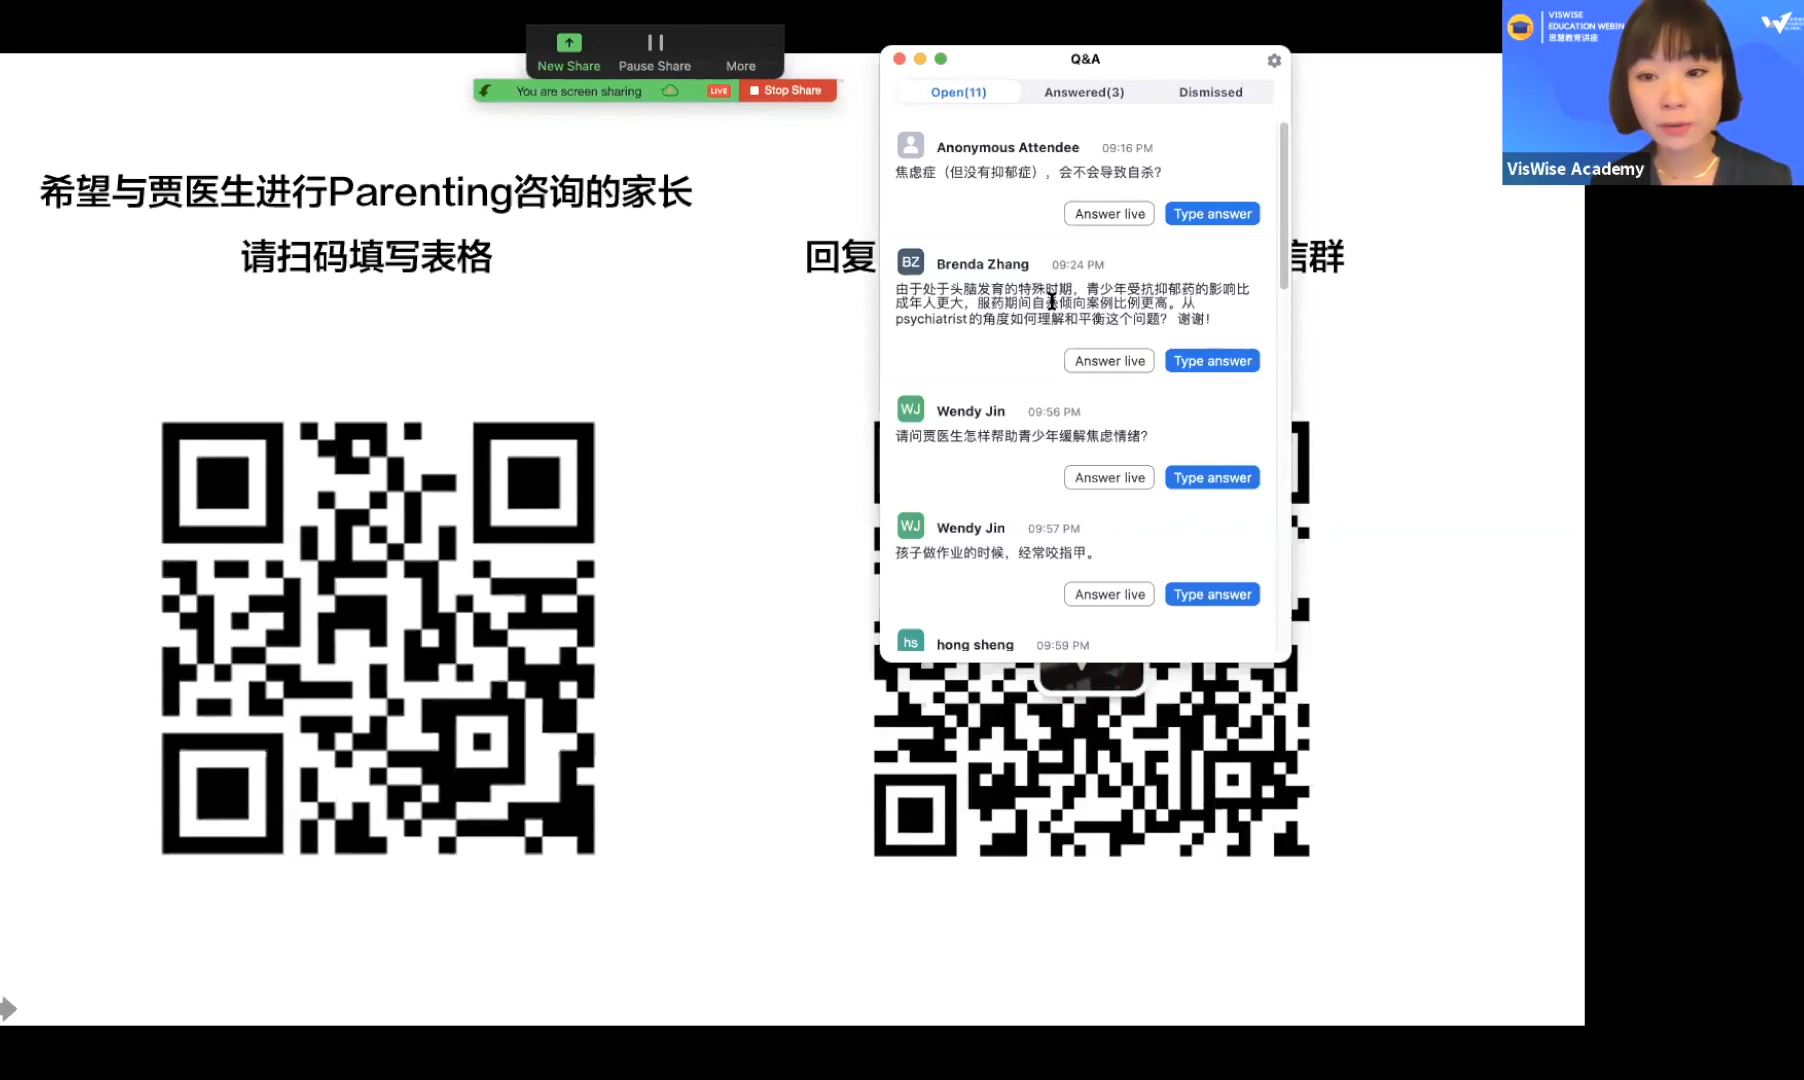 New Share
Pause Share
More
You are screen sharing
LIVE
Stop Share
希望与贾医生进行Parenting咨询的家长
请扫码填写表格
回复
信群
Q&A
Open(11)
Answered(3)
Dismissed
Anonymous Attendee 09:16 PM
焦虑症（但没有抑郁症），会不会导致自杀？
Answer live
Type answer
BZ
Brenda Zhang 09:24 PM
由于处于头脑发育的特殊时期，青少年受抗抑郁药的影响比
成年人更大，服药期间自杀倾向案例比例更高。从
psychiatrist的角度如何理解和平衡这个问题？ 谢谢！
Answer live
Type answer
WJ
Wendy Jin 09:56 PM
请问贾医生怎样帮助青少年缓解焦虑情绪？
Answer live
Type answer
WJ
Wendy Jin 09:57 PM
孩子做作业的时候，经常咬指甲。
Answer live
Type answer
hs
hong sheng 09:59 PM
VISWISE
EDUCATION WEBIN
思慧教育讲座
VisWise Academy